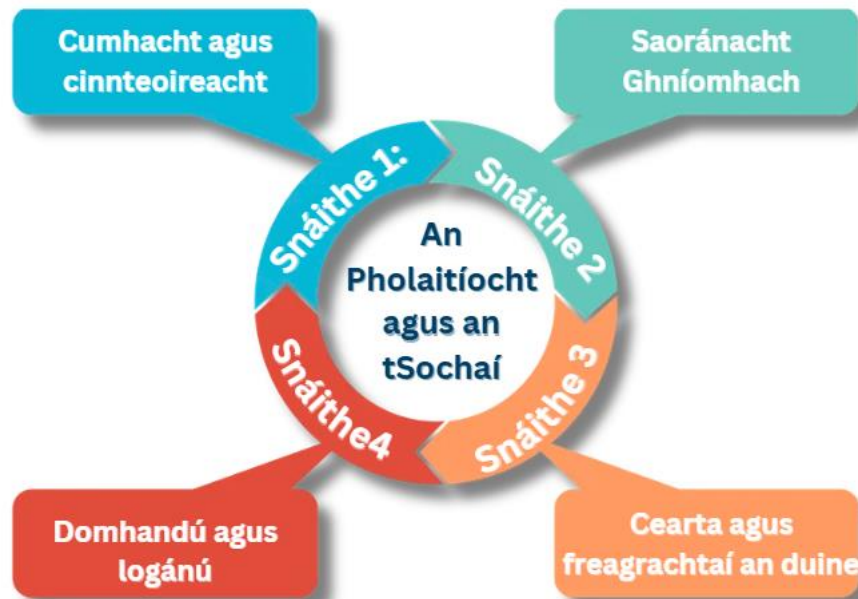 Cumhacht agus
cinnteoireacht
Saoránacht
Ghníomhach
Snáithe 1:
Snáithe 2
An
Pholaitíocht
agus an
tSochaí
Snáithe4
Snáithe 3
Domhandú agus
logánú
Cearta agus
freagrachtaí an duine